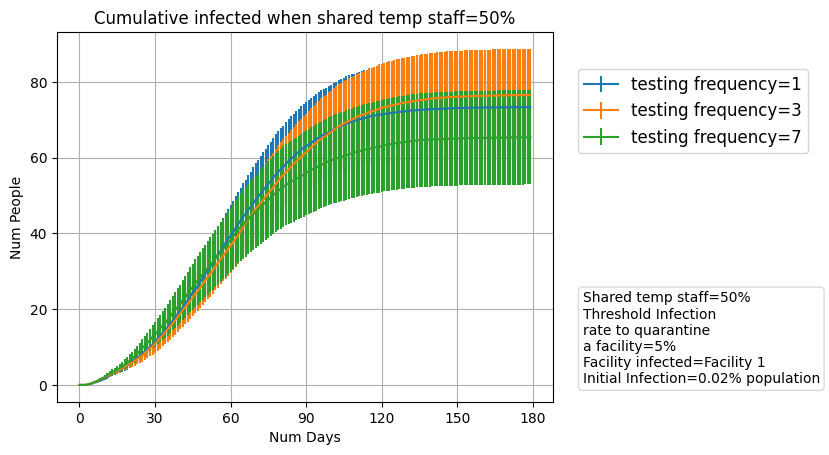 Cumulative infected when shared temp staff=50%
Num People
80
60
40
20
0
0 30 60 90 120 150 180
Num Days
testing frequency=1
testing frequency=3
testing frequency=7
Shared temp staff=50%
Threshold Infection
rate to quarantine
a facility=5%
Facility infected=Facility 1
Initial Infection=0.02% population